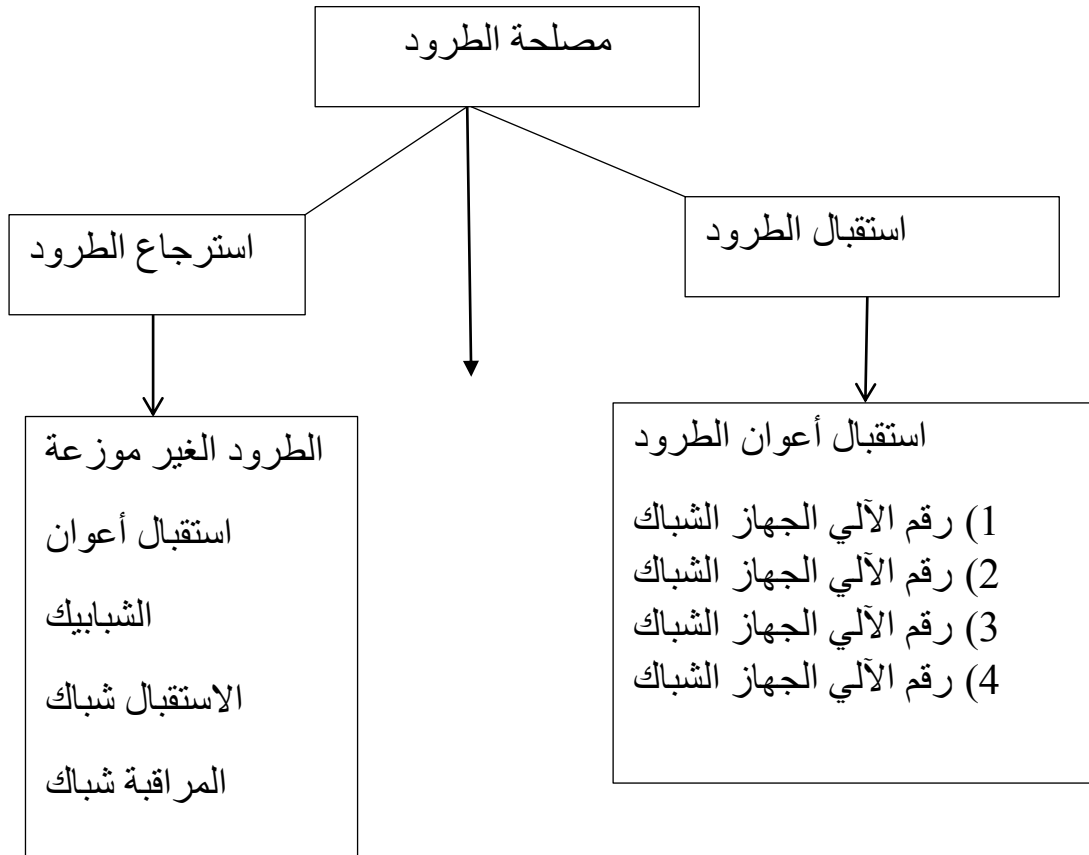 مصلحة الطرود
استقبال الطرود
استرجاع الطرود
استقبال أعوان الطرود
1) رقم الآلي الجهاز الشباك
2) رقم الآلي الجهاز الشباك
3) رقم الآلي الجهاز الشباك
4) رقم الآلي الجهاز الشباك
الطرود الغير موزعة
استقبال أعوان
الشبابيك
الاستقبال شباك
المراقبة شباك